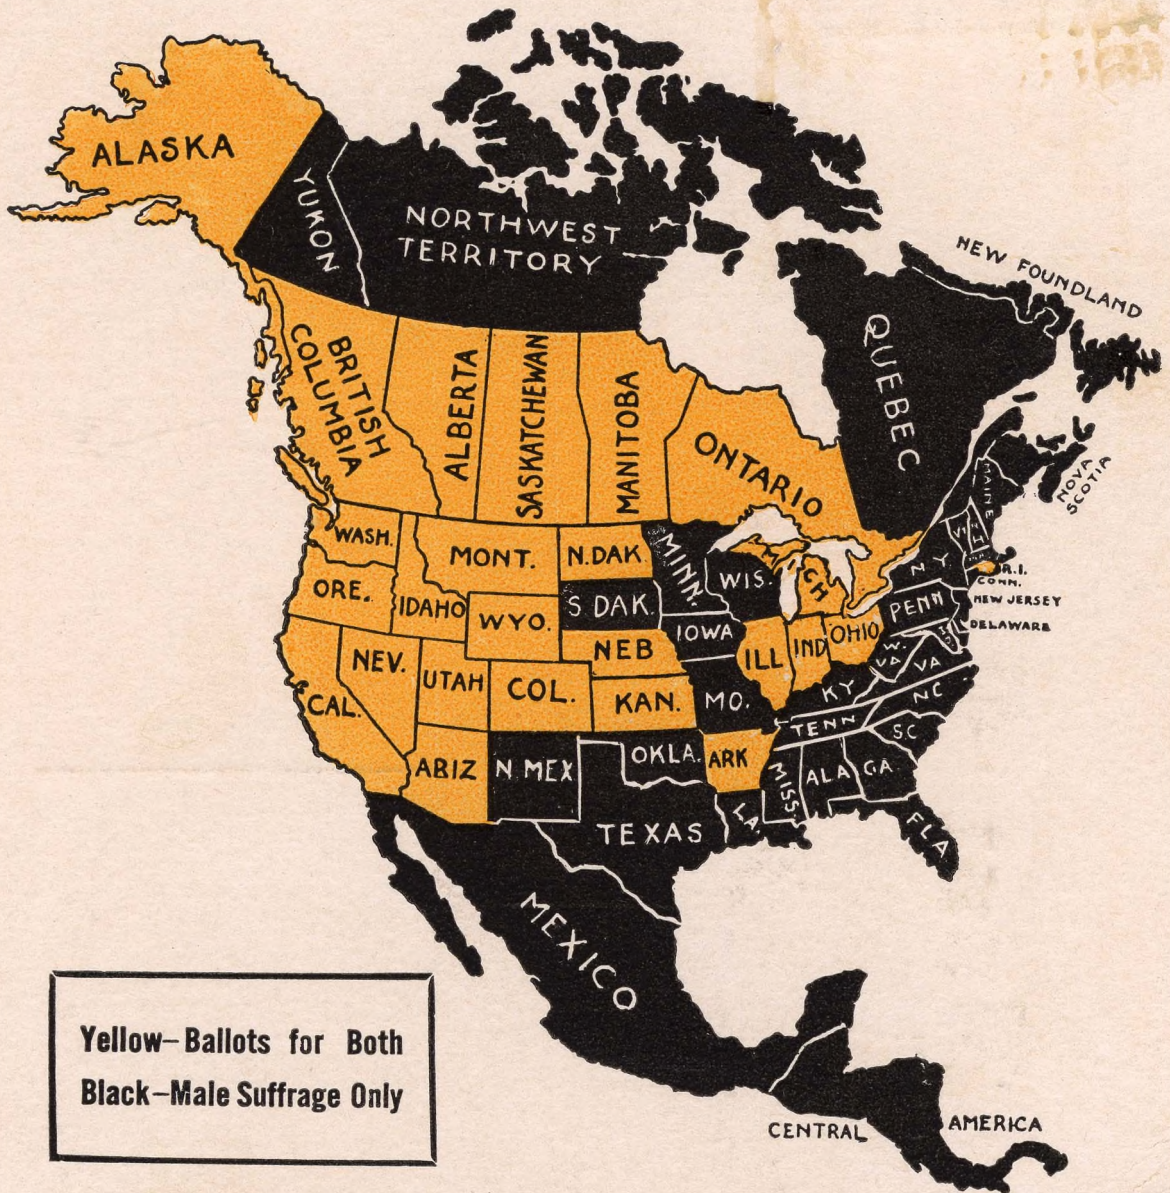 ALASKA
YUKON
NORTHWEST
TERRITORY
NEW FOUNDLAND
BRITISH
COLUMBIA
ALBERTA
SASKATCHEWAN
MANITOBA
ONTARIO
QUEBEC
NOVA
SCOTIA
MAINE
WASH.
MONT.
N.DAK.
MINN.
WIS.
MICH
VT
N.Y.
R.I.
CONN.
ORE.
IDAHO
WYO.
S DAK.
IOWA
PENN
NEW JERSEY
DELAWARE
NEV.
UTAH
COL.
NEB
KAN.
MO.
ILL
IND
OHIO
W.
VA
VA
KY
NC
CAL.
ARIZ
N. MEX
OKLA.
ARK
TENN
S.C
MISS.
ALA
GA.
TEXAS
LA.
FLA
MEXICO
CENTRAL AMERICA
Yellow–Ballots for Both
Black–Male Suffrage Only